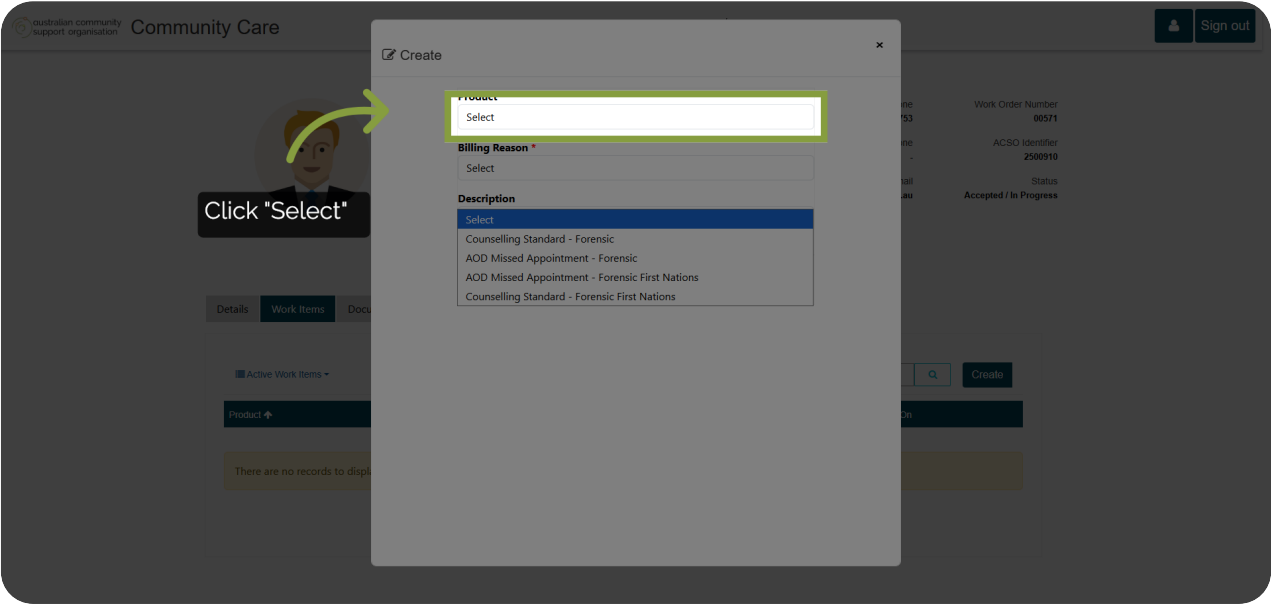 australian community
support organisation
Community Care
Sign out
Create
×
Product
Select
Billing Reason *
Select
Description
Select
Counselling Standard - Forensic
AOD Missed Appointment - Forensic
AOD Missed Appointment - Forensic First Nations
Counselling Standard - Forensic First Nations
Click "Select"
Work Order Number
00571
ACSO Identifier
2500910
Status
Accepted / In Progress
.au
Details
Work Items
Active Work Items
Create
Product
On
There are no records to